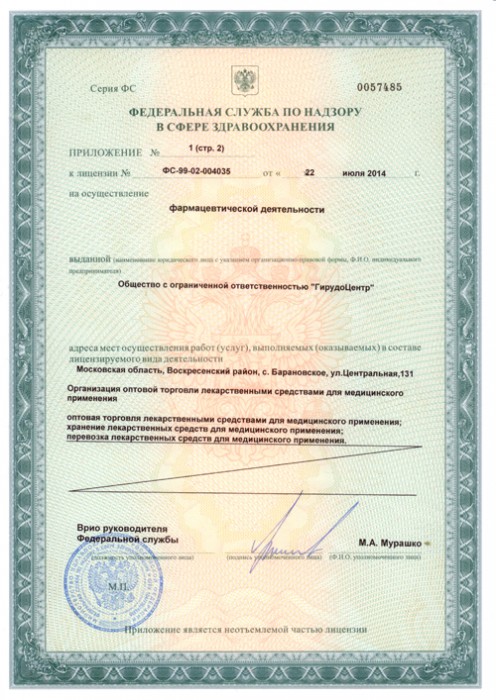 Серия ФС 0057485
ФЕДЕРАЛЬНАЯ СЛУЖБА ПО НАДЗОРУ
В СФЕРЕ ЗДРАВООХРАНЕНИЯ
ПРИЛОЖЕНИЕ № 1 (стр. 2)
к лицензии № ФС-99-02-004035 от « 22 июля 2014 г.
на осуществление
фармацевтической деятельности
выданной (наименование юридического лица с указанием организационно-правовой формы, Ф.И.О. индивидуального
предпринимателя)
Общество с ограниченной ответственностью "ГирудоЦентр"
адреса мест осуществления работ (услуг), выполняемых (оказываемых) в составе
лицензируемого вида деятельности
Московская область, Воскресенский район, с. Барановское, ул.Центральная,131
Организация оптовой торговли лекарственными средствами для медицинского
применения
оптовая торговля лекарственными средствами для медицинского применения;
хранение лекарственных средств для медицинского применения;
перевозка лекарственных средств для медицинского применения.
Врио руководителя
Федеральной службы М.А. Мурашко
(должность уполномоченного лица) (подпись уполномоченного лица) (Ф.И.О. уполномоченного лица)
М.П.
Приложение является неотъемлемой частью лицензии